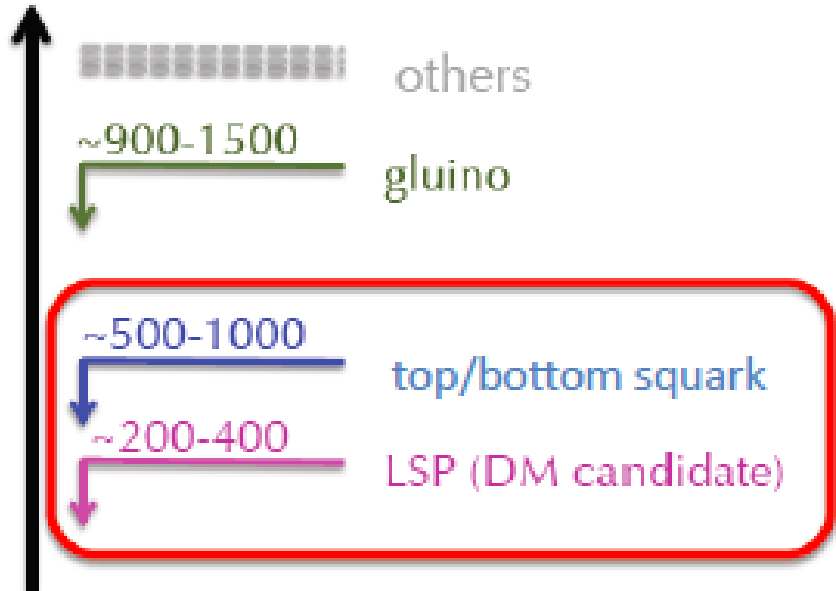 others
~900-1500
gluino
~500-1000
top/bottom squark
~200-400
LSP (DM candidate)